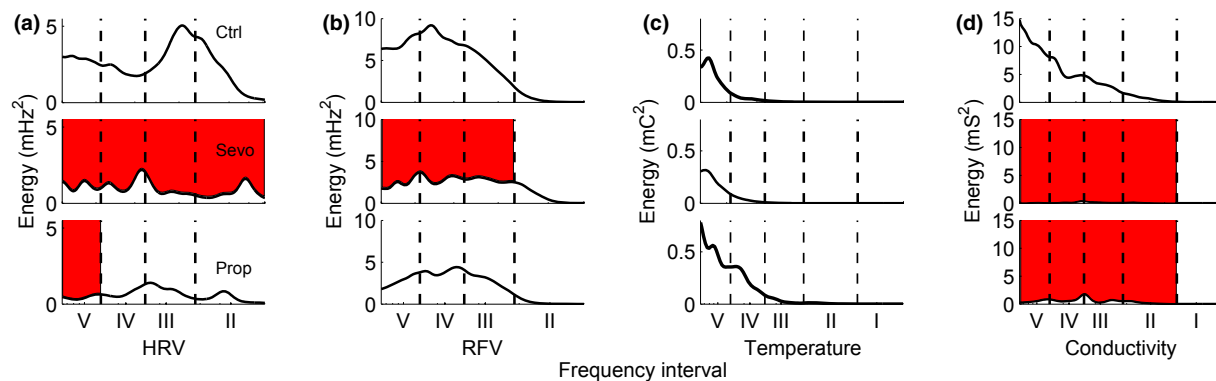 (a)
5
Ctrl
0
5
Sevo
0
5
Prop
0
Energy (mHz²)
V IV III II
HRV
(b)
10
5
0
10
5
0
10
5
0
Energy (mHz²)
V IV III II
RFV
(c)
0.5
0
0.5
0
0.5
0
Energy (mC²)
V IV III II I
Temperature
(d)
15
10
5
0
15
10
5
0
15
10
5
0
Energy (mS²)
V IV III II I
Conductivity
Frequency interval